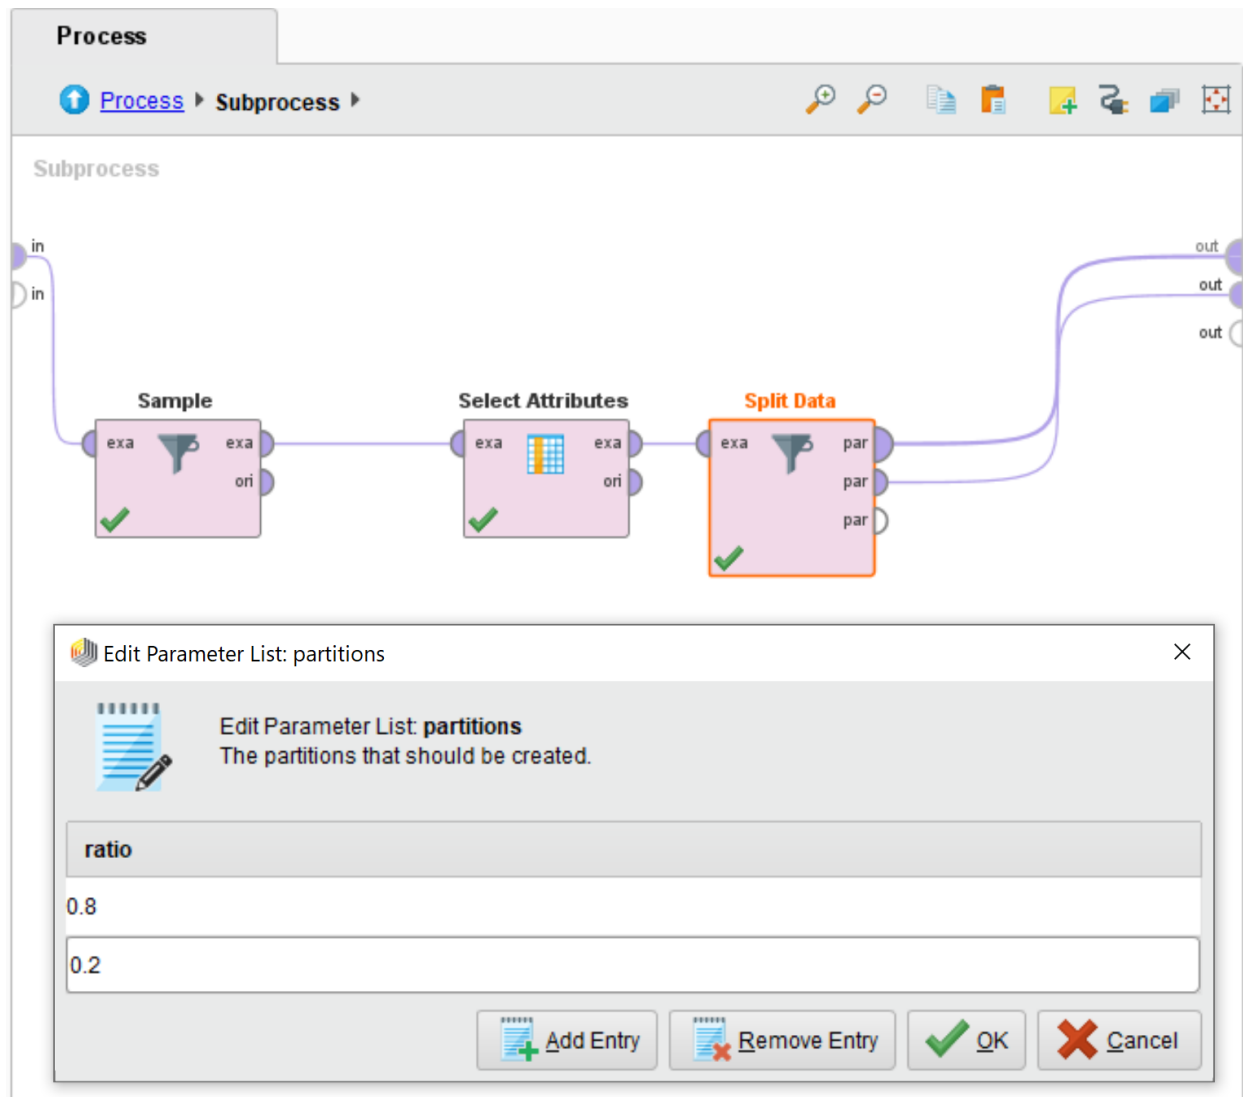 Process
Process Subprocess
Subprocess
in
in
out
out
out
Sample
exa exa
ori
Select Attributes
exa exa
ori
Split Data
exa par
par
par
Edit Parameter List: partitions
Edit Parameter List: partitions
The partitions that should be created.
ratio
0.8
0.2
Add Entry Remove Entry OK Cancel